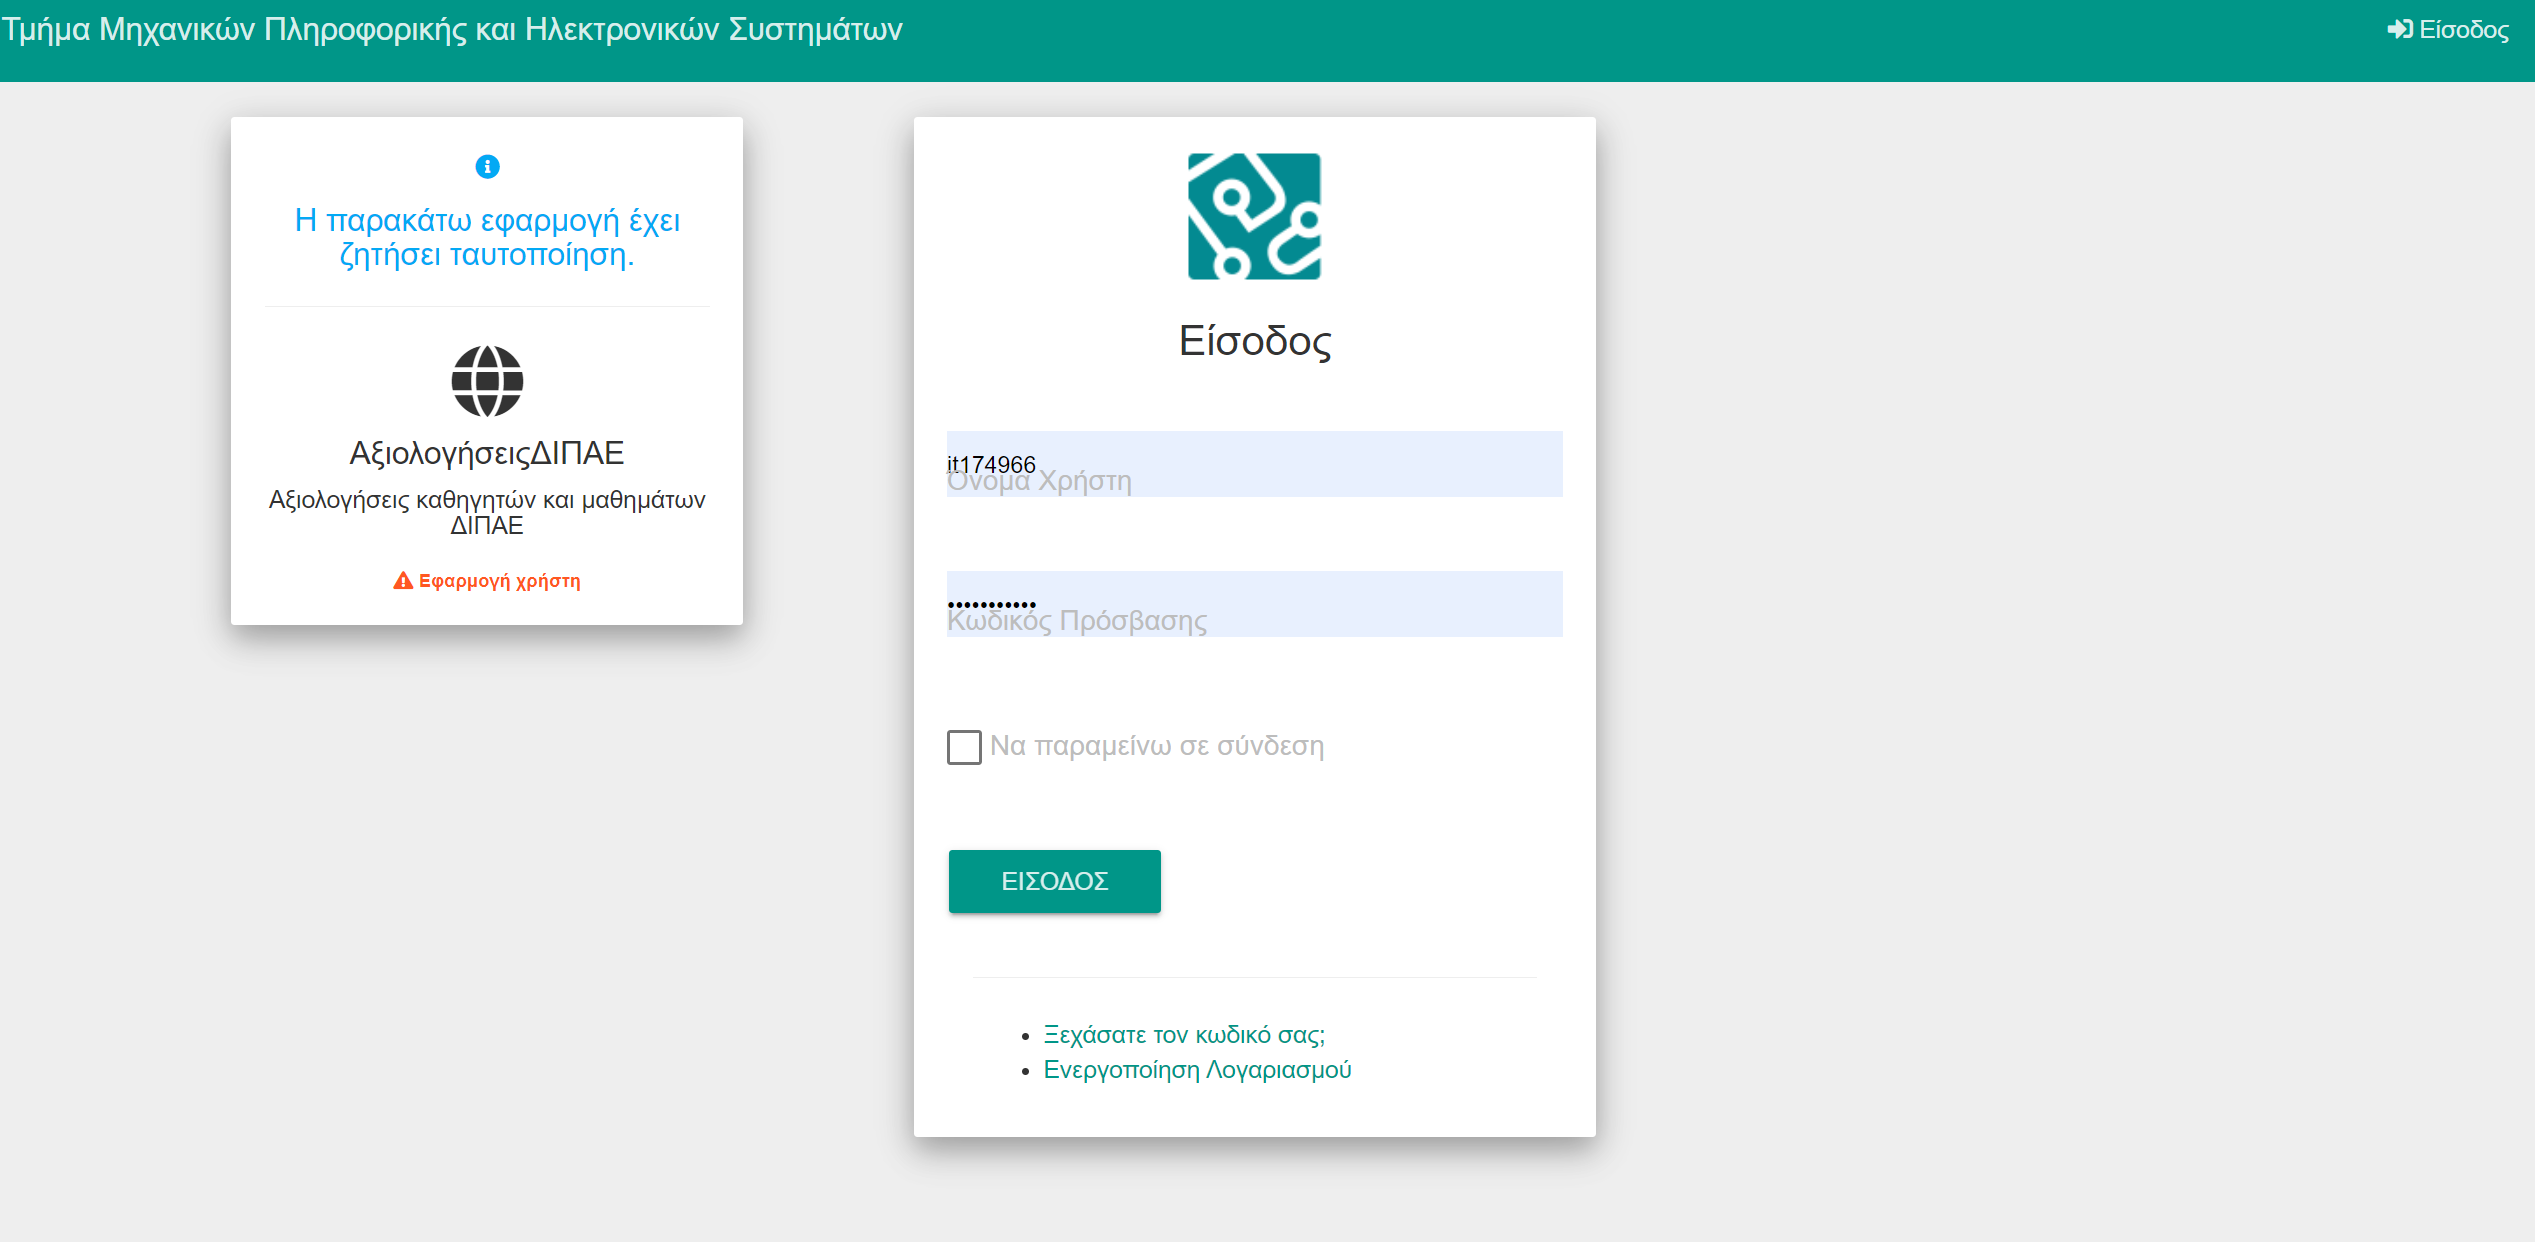 Τμήμα Μηχανικών Πληροφορικής και Ηλεκτρονικών Συστημάτων
Είσοδος
Η παρακάτω εφαρμογή έχει
ζητήσει ταυτοποίηση.
ΑξιολογήσειςΔΙΠΑΕ
Αξιολογήσεις καθηγητών και μαθημάτων
ΔΙΠΑΕ
Εφαρμογή χρήστη
Είσοδος
it174966
Όνομα Χρήστη
•••••••••••
Κωδικός Πρόσβασης
Να παραμείνω σε σύνδεση
ΕΙΣΟΔΟΣ
• Ξεχάσατε τον κωδικό σας;
• Ενεργοποίηση Λογαριασμού